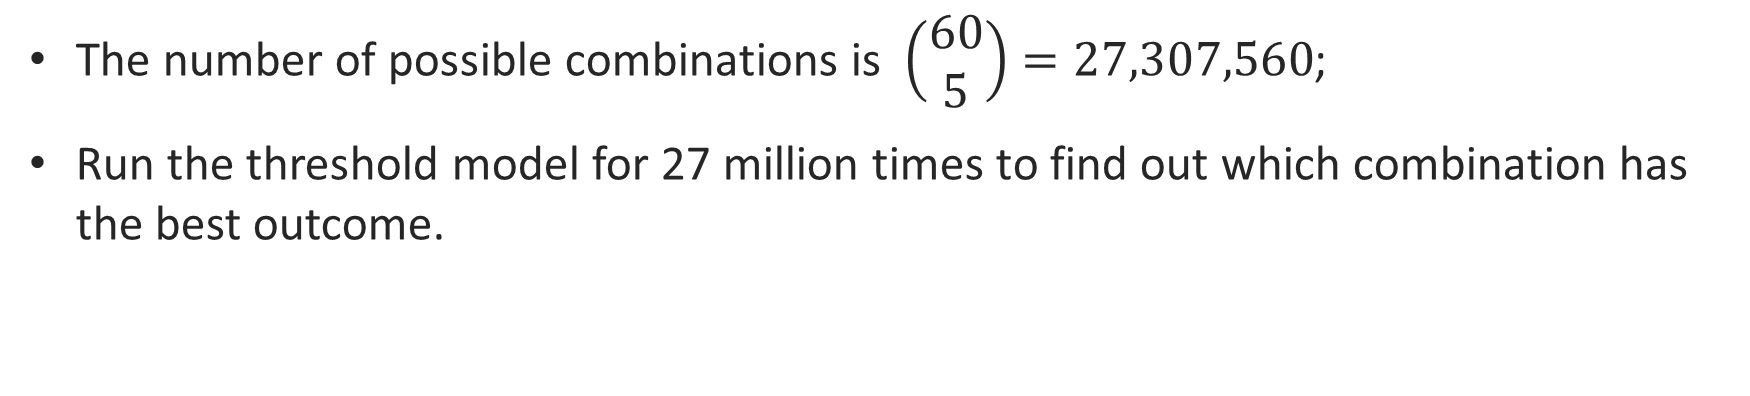 • The number of possible combinations is (60 5) = 27,307,560;
• Run the threshold model for 27 million times to find out which combination has
the best outcome.